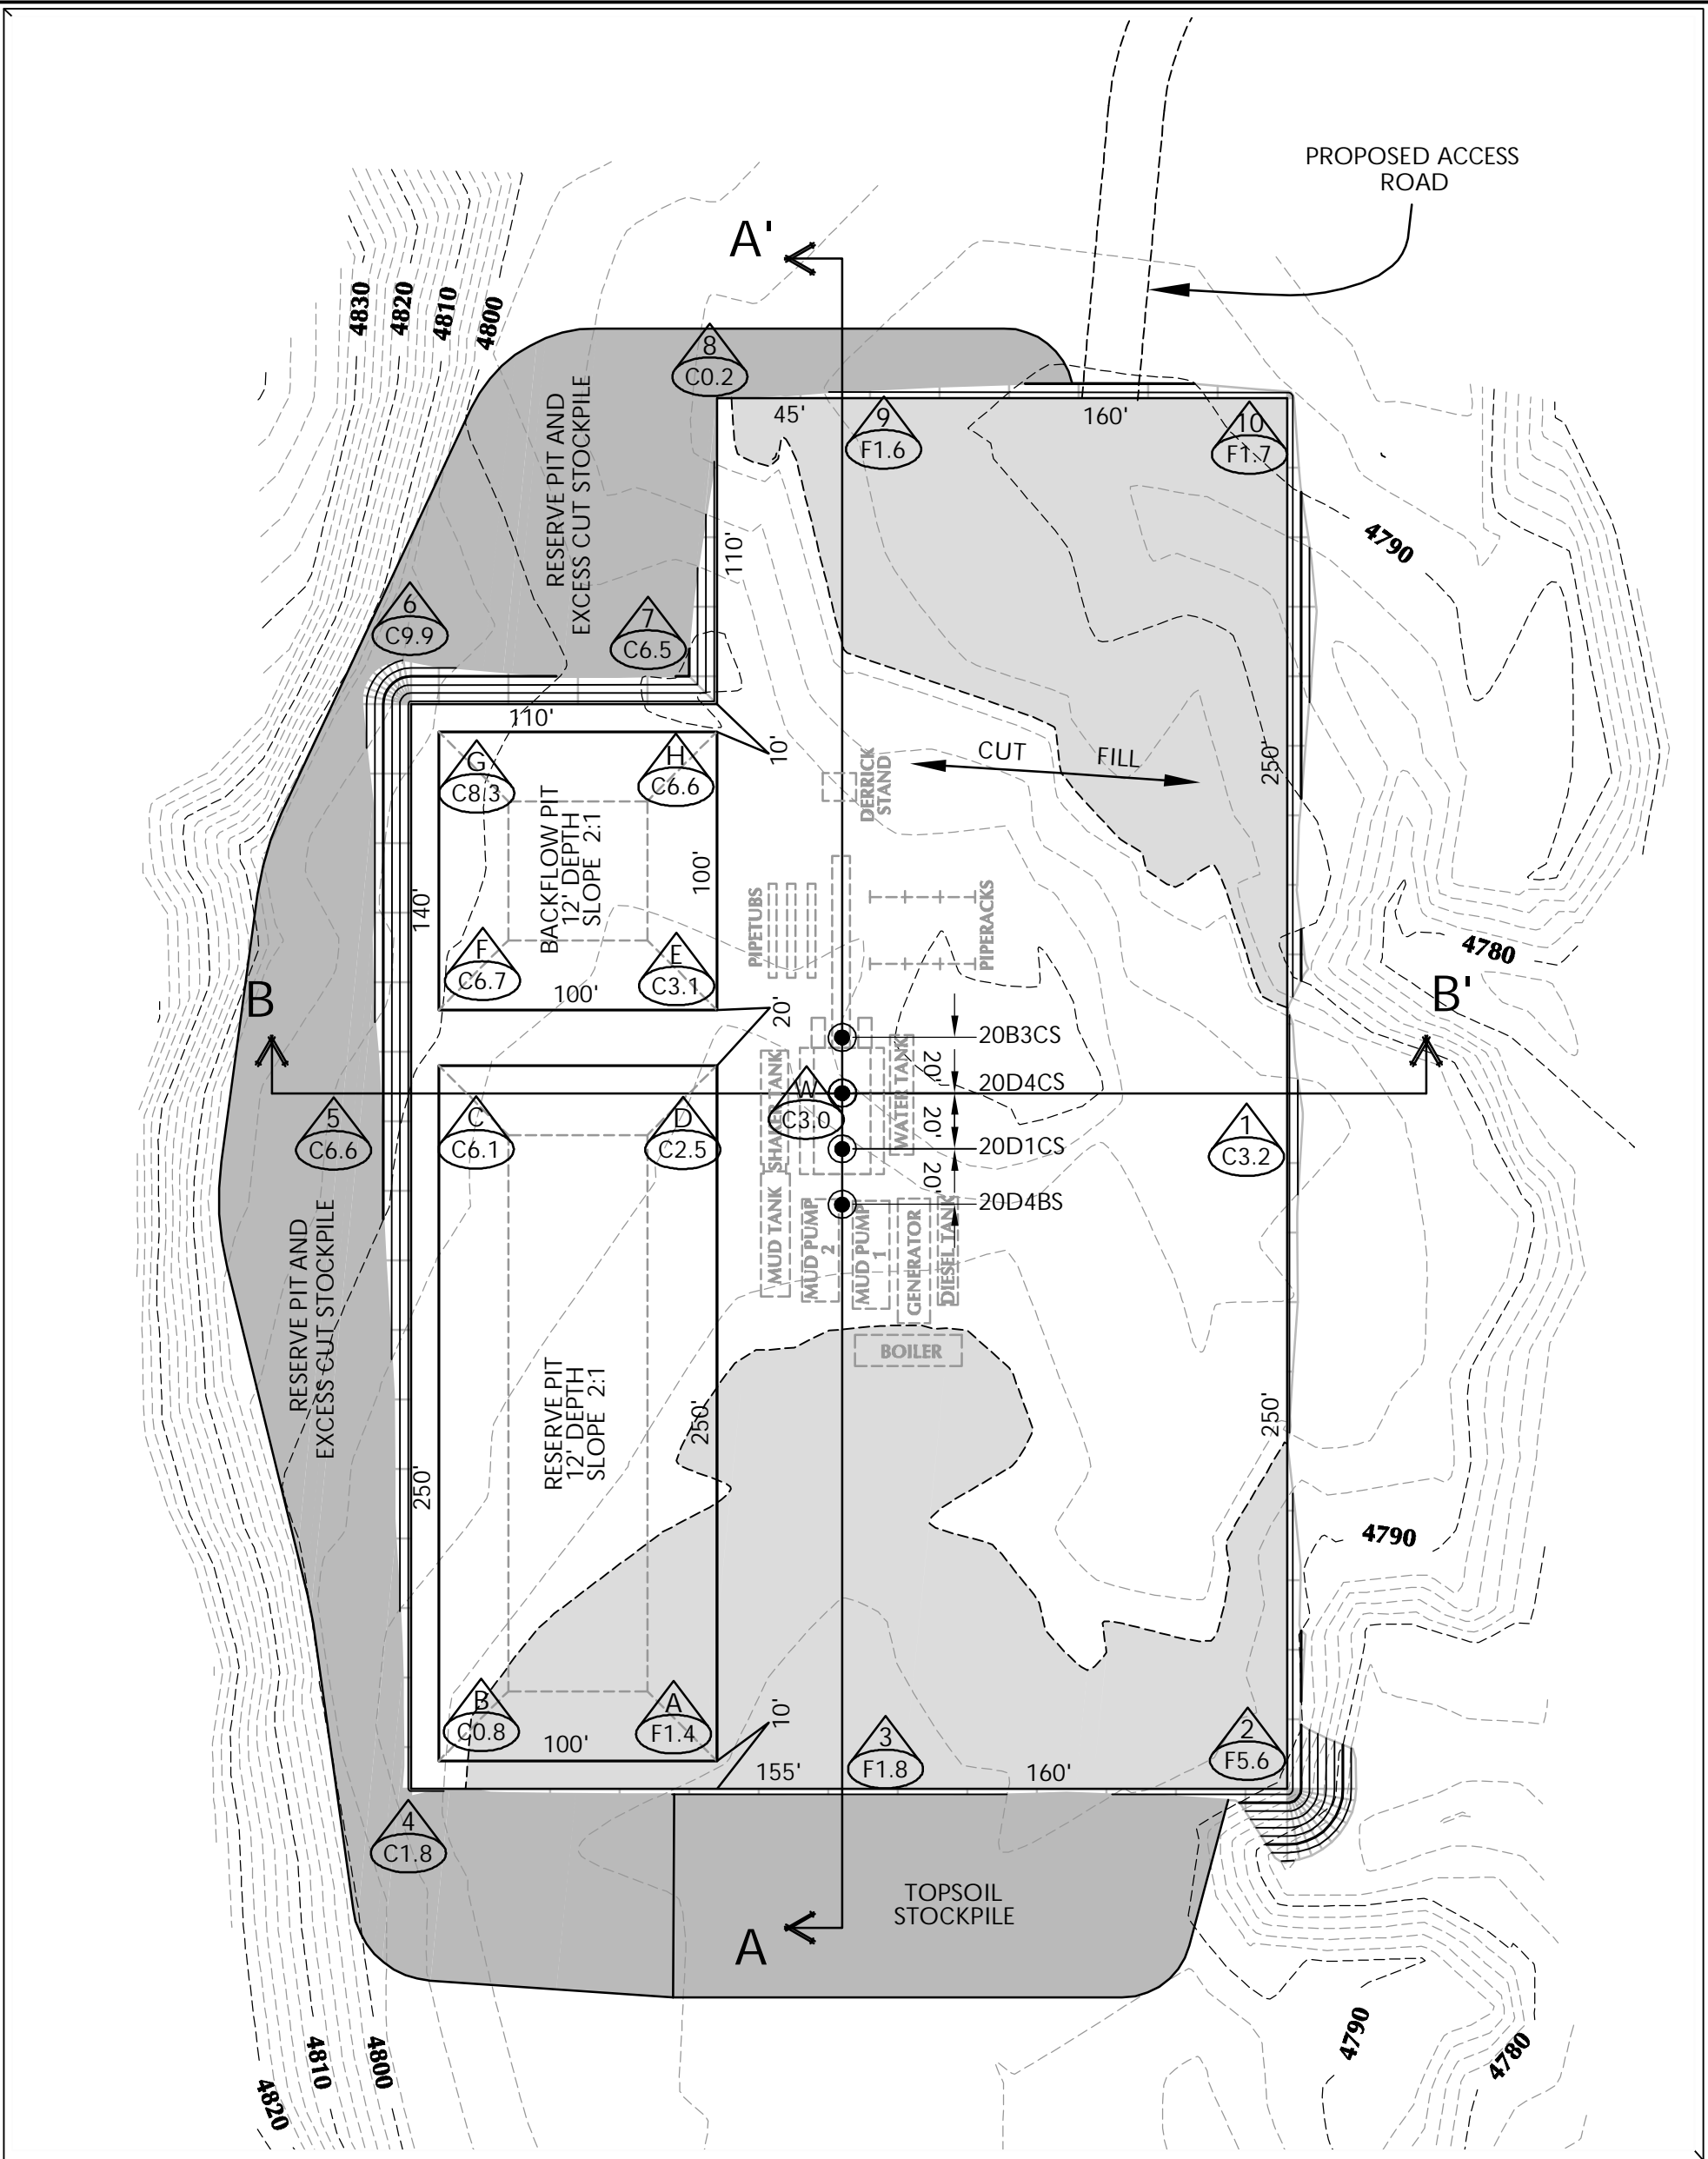 PROPOSED ACCESS
ROAD
A'
4830
4820
4810
4800
8
C0.2
RESERVE PIT AND
EXCESS CUT STOCKPILE
45'
9
F1.6
160'
10
F1.7
110'
4790
6
C9.9
7
C6.5
110'
10'
CUT
FILL
250'
DERRICK
STAND
G
C8.3
H
C6.6
BACKFLOW PIT
12' DEPTH
SLOPE 2:1
100'
140'
PIPETUBS
PIPERACKS
F
C6.7
E
C3.1
100'
4780
B
B'
20'
20B3CS
20'
20D4CS
SHAKER TANK
W
C3.0
WATER TANK
20'
20D1CS
20'
20D4BS
5
C6.6
C
C6.1
D
C2.5
1
C3.2
MUD TANK
MUD PUMP
2
MUD PUMP
1
GENERATOR
DIESEL TANK
BOILER
RESERVE PIT AND
EXCESS CUT STOCKPILE
RESERVE PIT
12' DEPTH
SLOPE 2:1
250'
250'
250'
4790
B
C0.8
A
F1.4
10'
100'
155'
3
F1.8
160'
2
F5.6
4
C1.8
TOPSOIL
STOCKPILE
A
4820
4810
4800
4790
4780